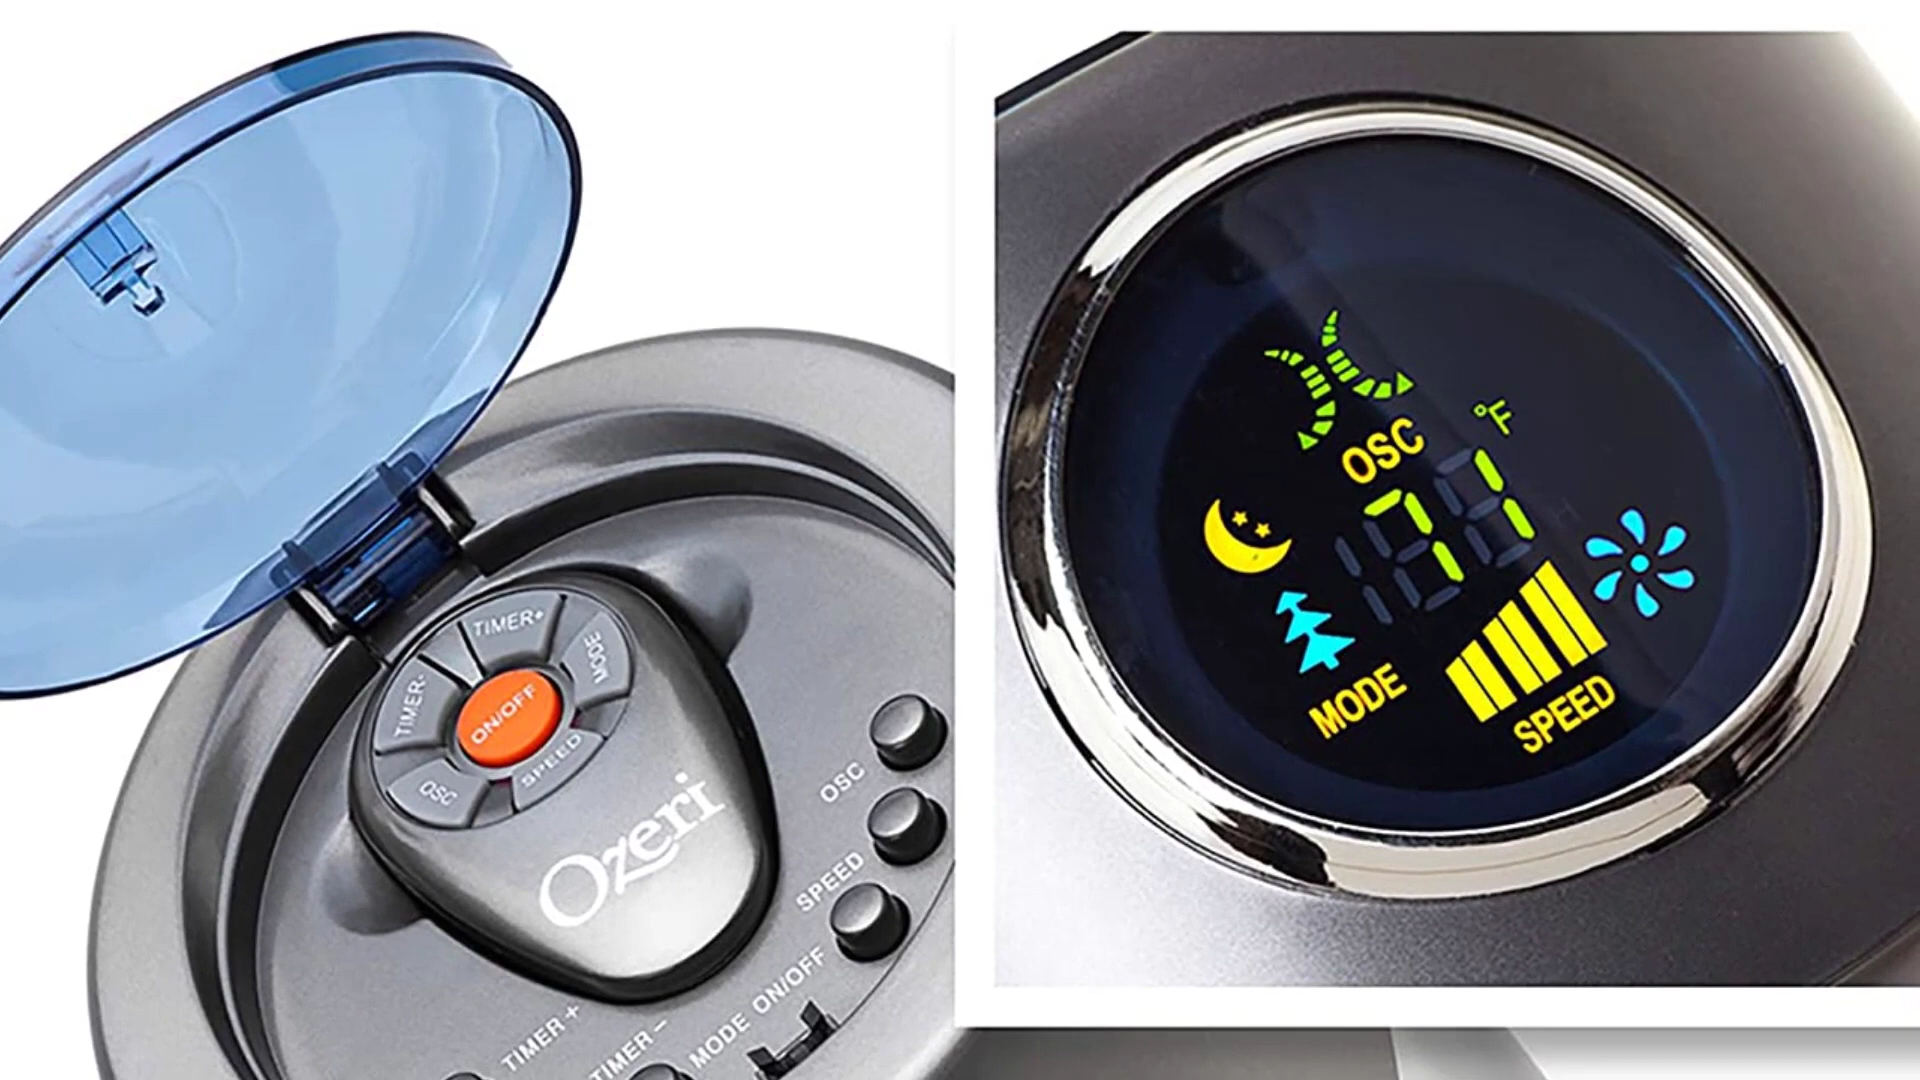 TIMER+
MODE
TIMER-
ON/OFF
SPEED
OSC
Ozeri
OSC
SPEED
ON/OFF
MODE
TIMER -
TIMER +
°F
OSC
71
MODE
SPEED